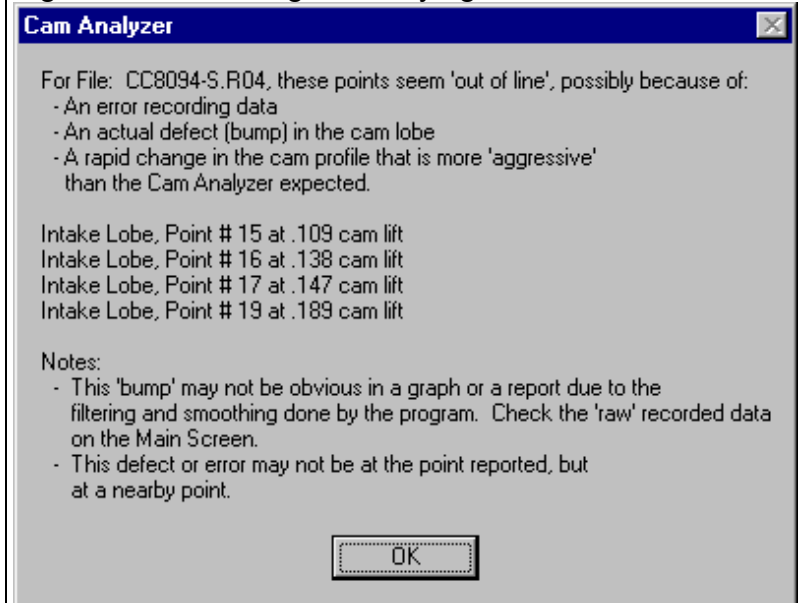 Cam Analyzer
For File: CC8094-S.R04, these points seem 'out of line', possibly because of:
- An error recording data
- An actual defect (bump) in the cam lobe
- A rapid change in the cam profile that is more 'aggressive'
than the Cam Analyzer expected.
Intake Lobe, Point # 15 at .109 cam lift
Intake Lobe, Point # 16 at .138 cam lift
Intake Lobe, Point # 17 at .147 cam lift
Intake Lobe, Point # 19 at .189 cam lift
Notes:
- This 'bump' may not be obvious in a graph or a report due to the
filtering and smoothing done by the program. Check the 'raw' recorded data
on the Main Screen.
- This defect or error may not be at the point reported, but
at a nearby point.
OK